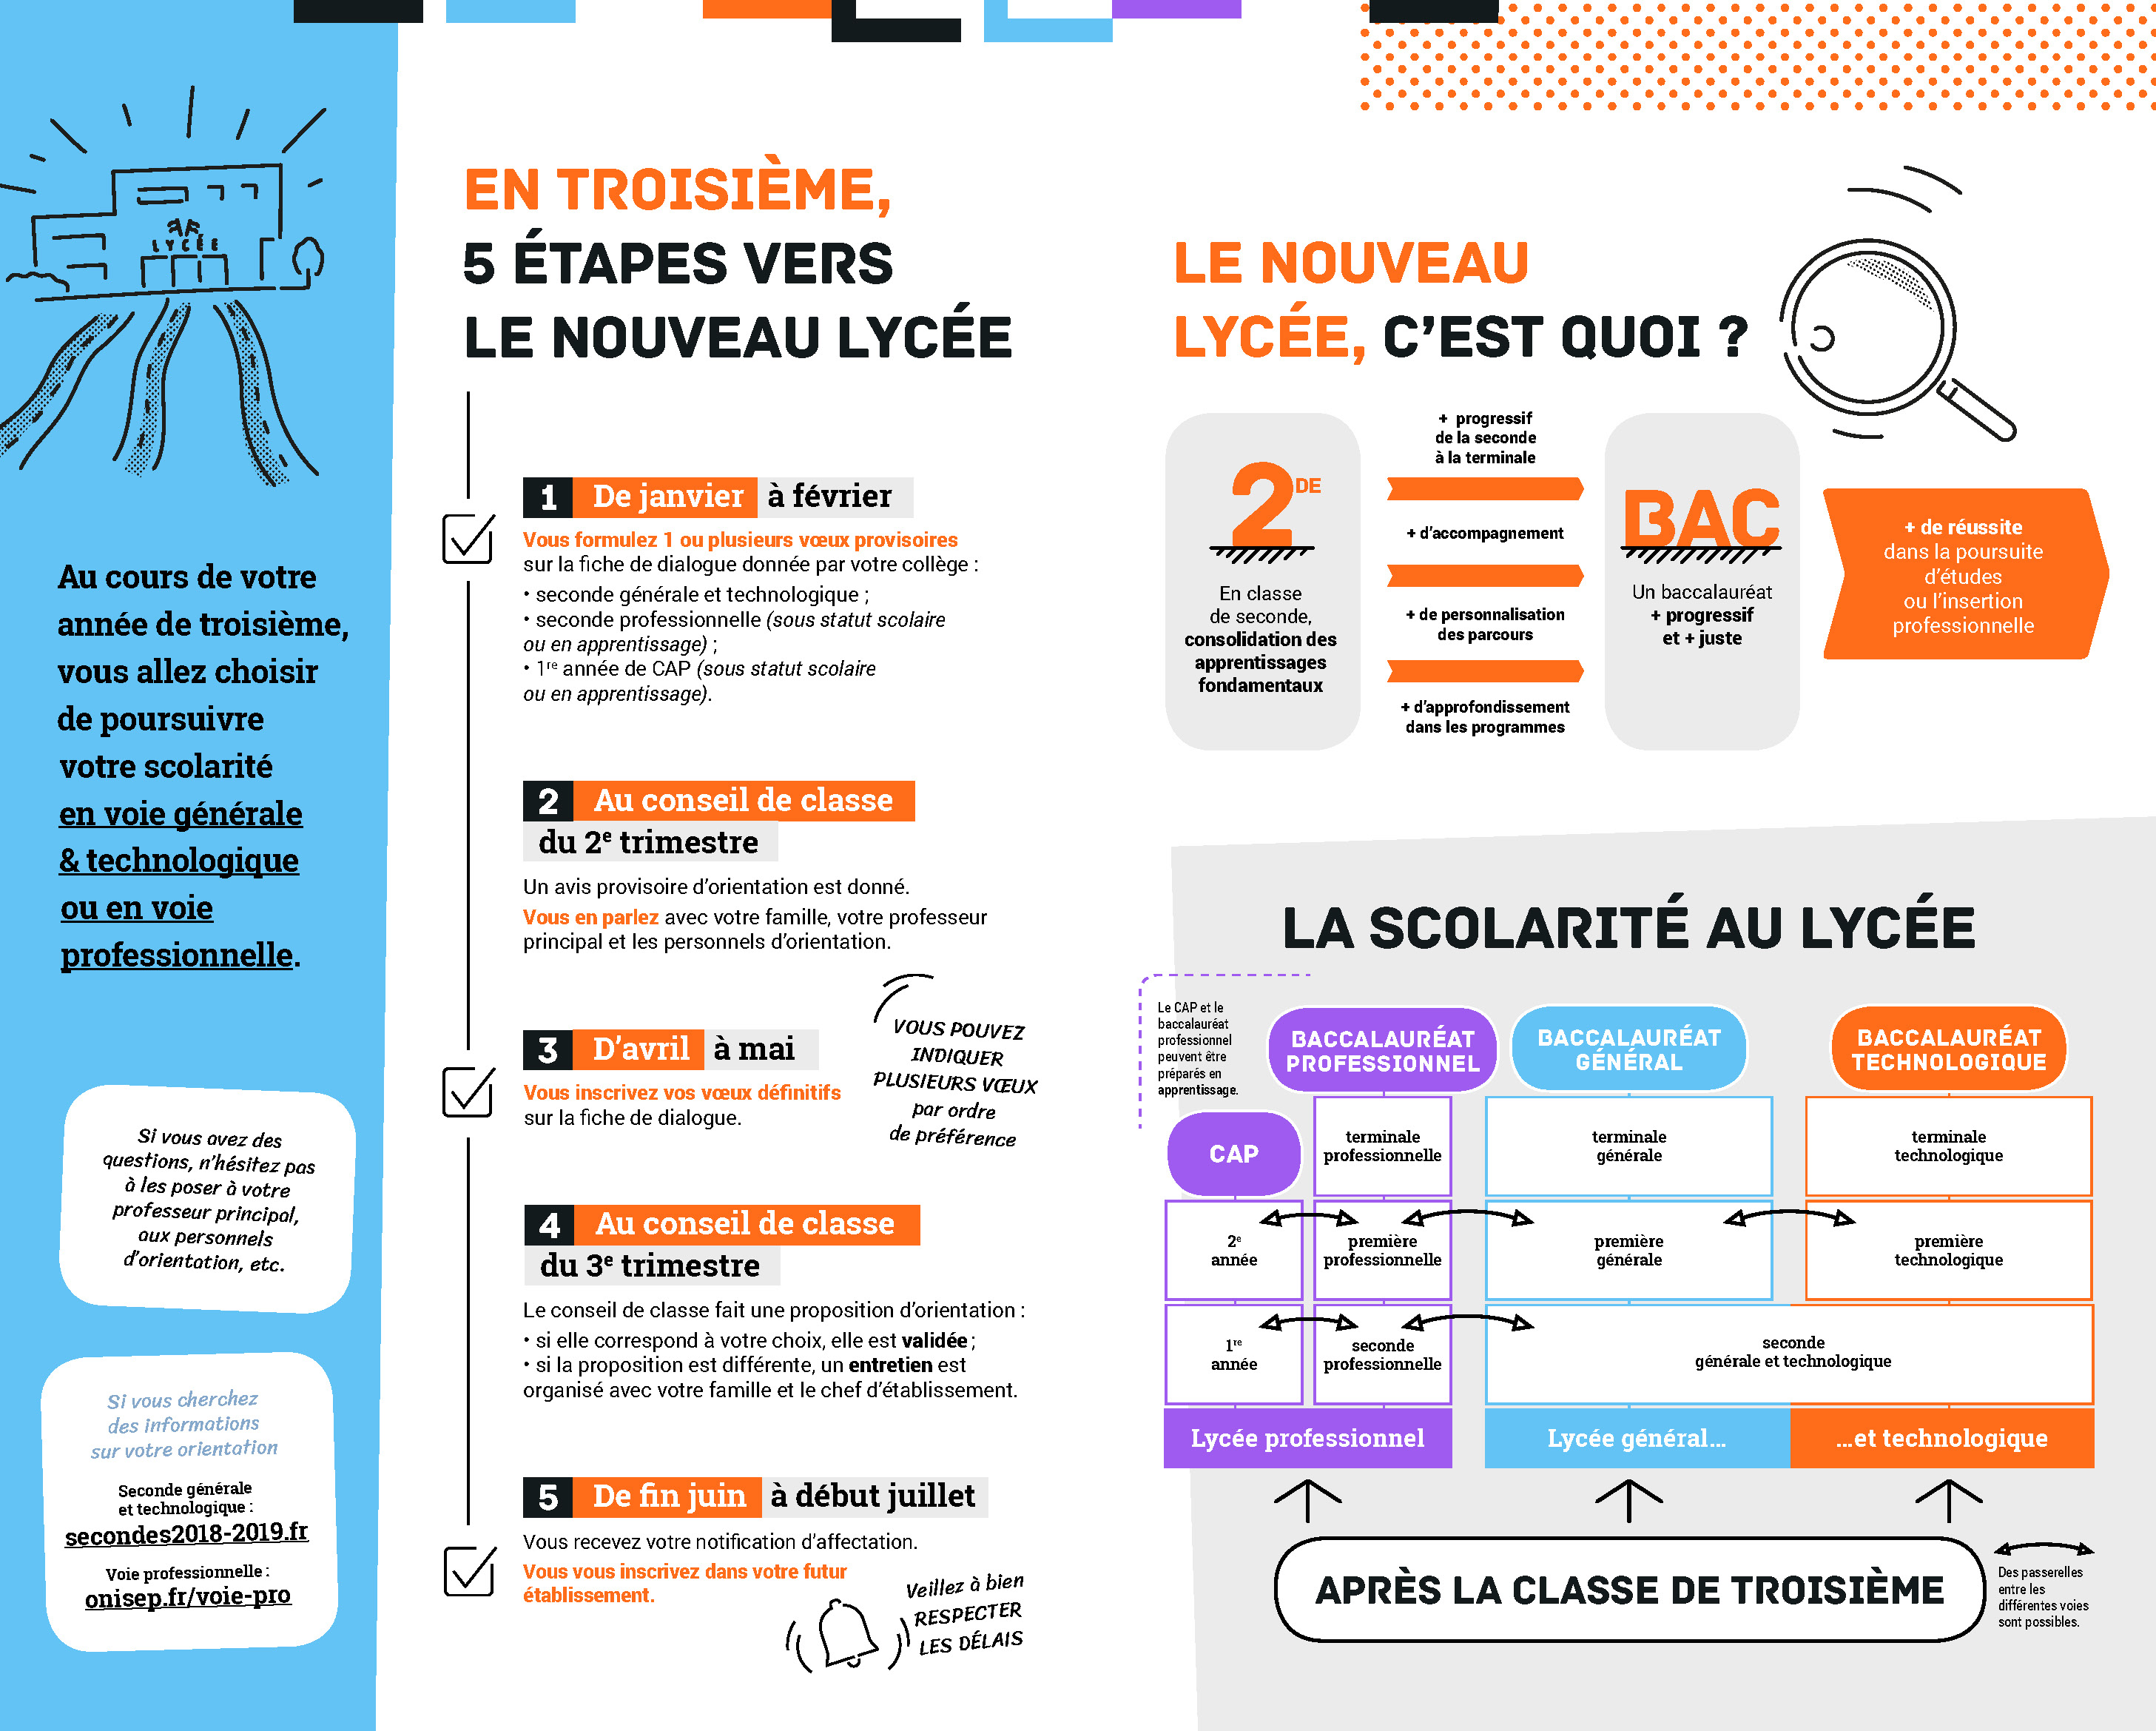 LYCÉE
Au cours de votre
année de troisième,
vous allez choisir
de poursuivre
votre scolarité
en voie générale
& technologique
ou en voie
professionnelle.
Si vous avez des
questions, n'hésitez pas
à les poser à votre
professeur principal,
aux personnels
d'orientation, etc.
Si vous cherchez
des informations
sur votre orientation
Seconde générale
et technologique :
secondes2018-2019.fr
Voie professionnelle :
onisep.fr/voie-pro
EN TROISIÈME,
5 ÉTAPES VERS
LE NOUVEAU LYCÉE
1 De janvier à février
Vous formulez 1 ou plusieurs vœux provisoires
sur la fiche de dialogue donnée par votre collège :
• seconde générale et technologique ;
• seconde professionnelle (sous statut scolaire
ou en apprentissage) ;
• 1re année de CAP (sous statut scolaire
ou en apprentissage).
2 Au conseil de classe
du 2e trimestre
Un avis provisoire d'orientation est donné.
Vous en parlez avec votre famille, votre professeur
principal et les personnels d'orientation.
3 D'avril à mai
Vous inscrivez vos vœux définitifs
sur la fiche de dialogue.
VOUS POUVEZ
INDIQUER
PLUSIEURS VŒUX
par ordre
de préférence
4 Au conseil de classe
du 3e trimestre
Le conseil de classe fait une proposition d'orientation :
• si elle correspond à votre choix, elle est validée ;
• si la proposition est différente, un entretien est
organisé avec votre famille et le chef d'établissement.
5 De fin juin à début juillet
Vous recevez votre notification d'affectation.
Vous vous inscrivez dans votre futur
établissement.
Veillez à bien
RESPECTER
LES DÉLAIS
LE NOUVEAU
LYCÉE, C'EST QUOI ?
2DE
En classe
de seconde,
consolidation des
apprentissages
fondamentaux
+ progressif
de la seconde
à la terminale
+ d'accompagnement
+ de personnalisation
des parcours
+ d'approfondissement
dans les programmes
BAC
Un baccalauréat
+ progressif
et + juste
+ de réussite
dans la poursuite
d'études
ou l'insertion
professionnelle
LA SCOLARITÉ AU LYCÉE
Le CAP et le
baccalauréat
professionnel
peuvent être
préparés en
apprentissage.
BACCALAURÉAT
PROFESSIONNEL
BACCALAURÉAT
GÉNÉRAL
BACCALAURÉAT
TECHNOLOGIQUE
CAP
terminale
professionnelle
terminale
générale
terminale
technologique
2e
année
première
professionnelle
première
générale
première
technologique
1re
année
seconde
professionnelle
seconde
générale et technologique
Lycée professionnel
Lycée général...
...et technologique
APRÈS LA CLASSE DE TROISIÈME
Des passerelles
entre les
différentes voies
sont possibles.